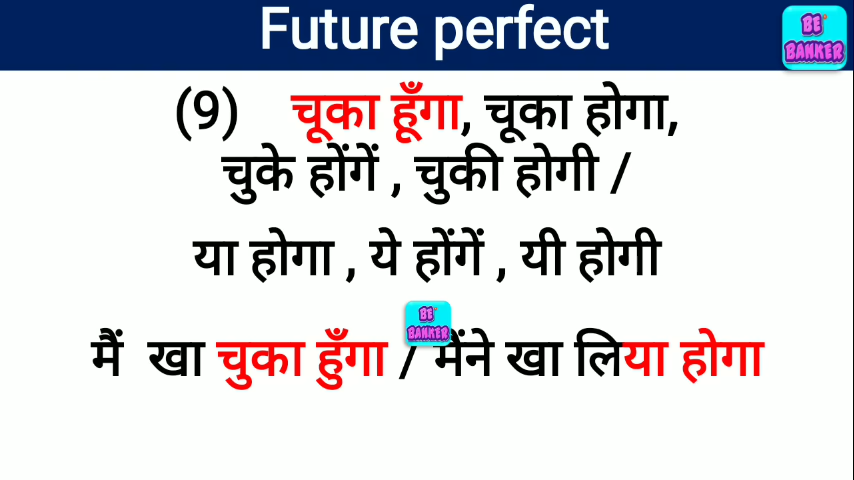 Future perfect
BE BANKER
(9) चूका हूँगा, चूका होगा,
चुके होंगें , चुकी होगी /
या होगा , ये होंगें , यी होगी
BE BANKER
मैं खा चुका हुँगा / मैंने खा लिया होगा